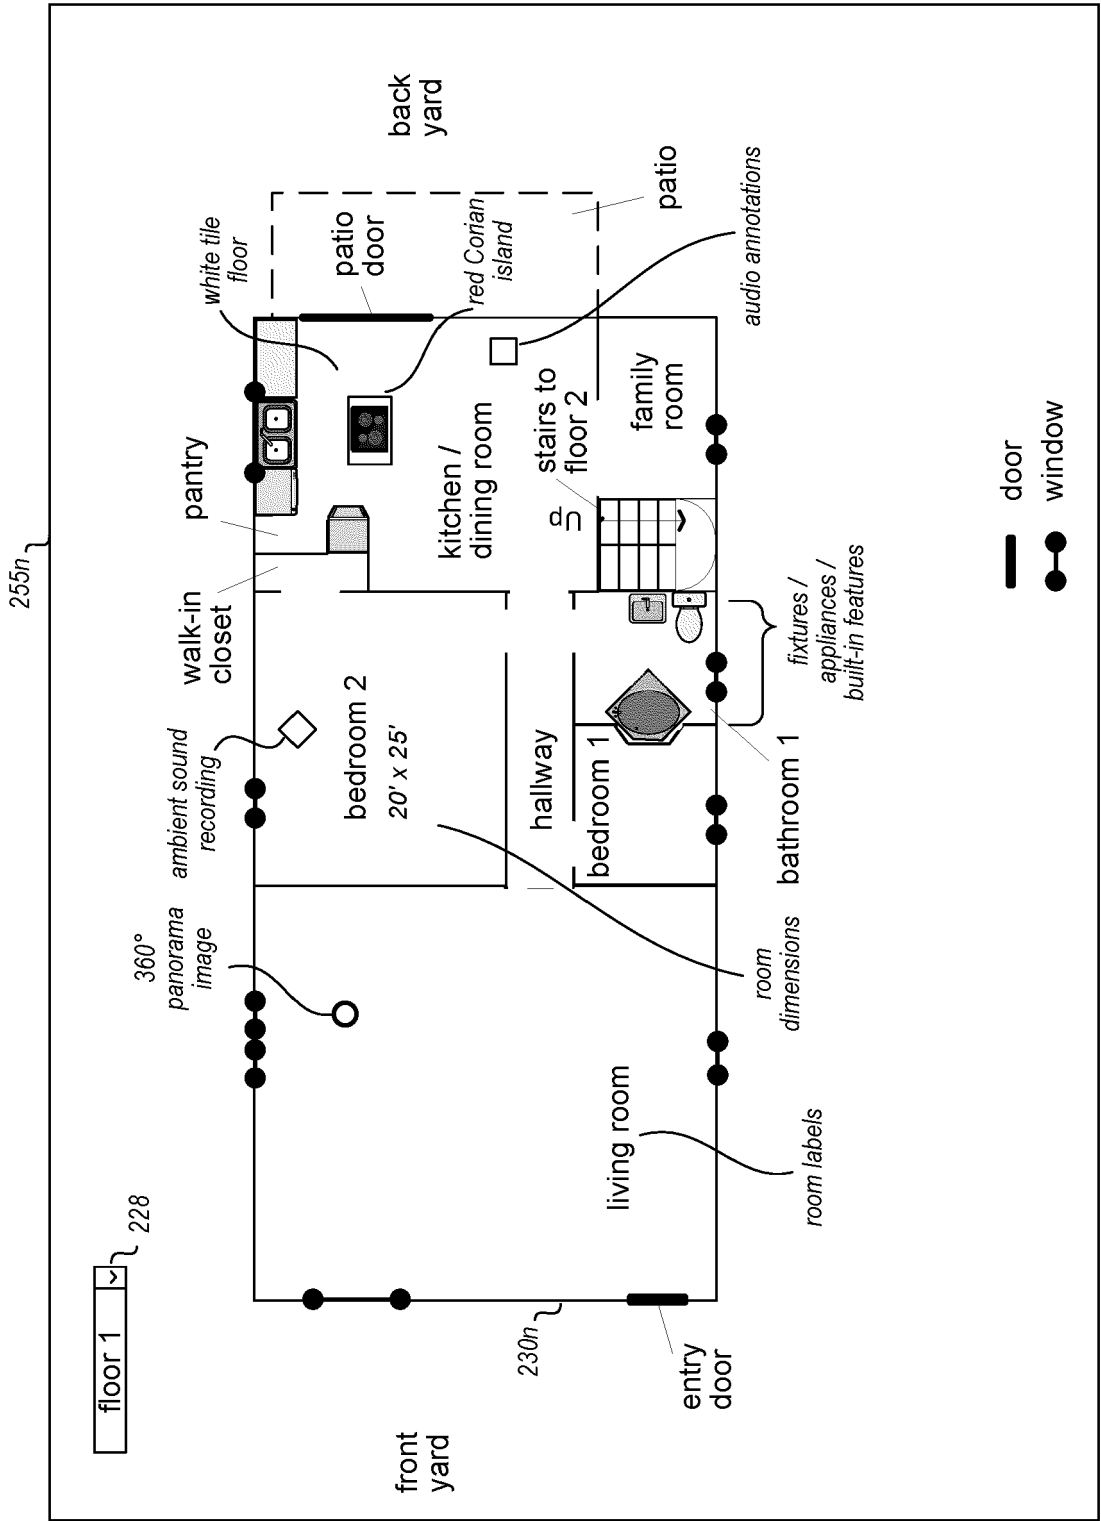 255n
floor 1
228
360°
panorama
image
ambient sound
recording
walk-in
closet
pantry
white tile
floor
patio
door
back
yard
red Corian
island
patio
audio annotations
bedroom 2
20' x 25'
kitchen /
dining room
stairs to
floor 2
up
family
room
hallway
bedroom 1
living room
front
yard
230n
entry
door
room labels
room
dimensions
bathroom 1
fixtures /
appliances /
built-in features
door
window